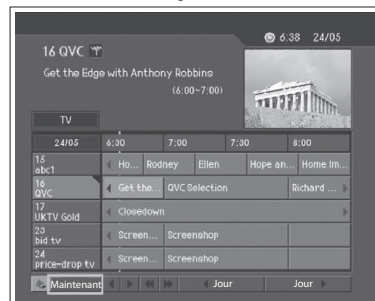 6:38 24/05
16 QVC
Get the Edge with Anthony Robbins
(6:00~7:00)
TV
24/05 6:30 7:00 7:30 8:00
15 abc1 Ho... Rodney Ellen Hope an... Home Im...
16 QVC Get the... QVC Selection Richard ...
17 UKTV Gold Closedown
23 bid tv Screen... Screenshop
24 price-drop tv Screen... Screenshop
Maintenant Jour Jour